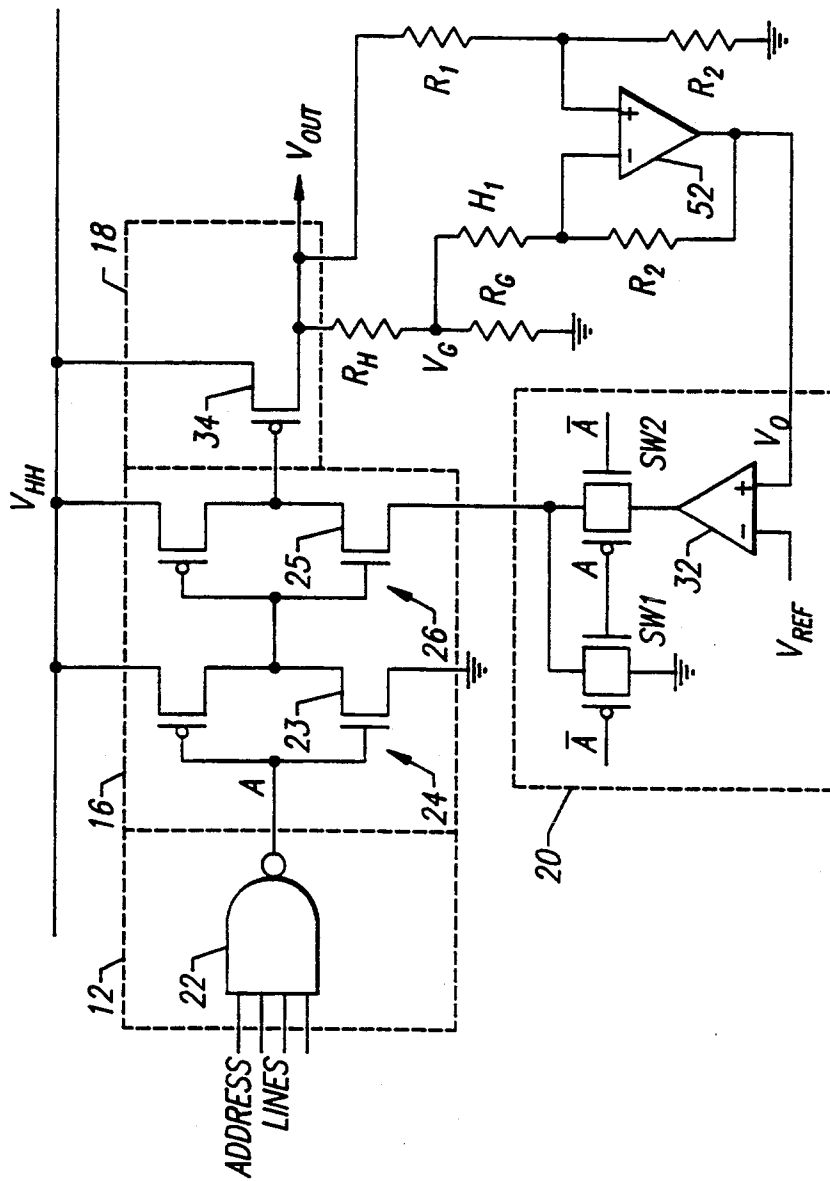 ADDRESS
LINES
12
22
16
A
24
23
26
25
V_HH
18
34
V_OUT
R_H
V_G
R_G
H_1
R_2
R_1
R_2
52
- +
20
A̅
SW1
A
SW2
A̅
32
- +
V_REF
V_O